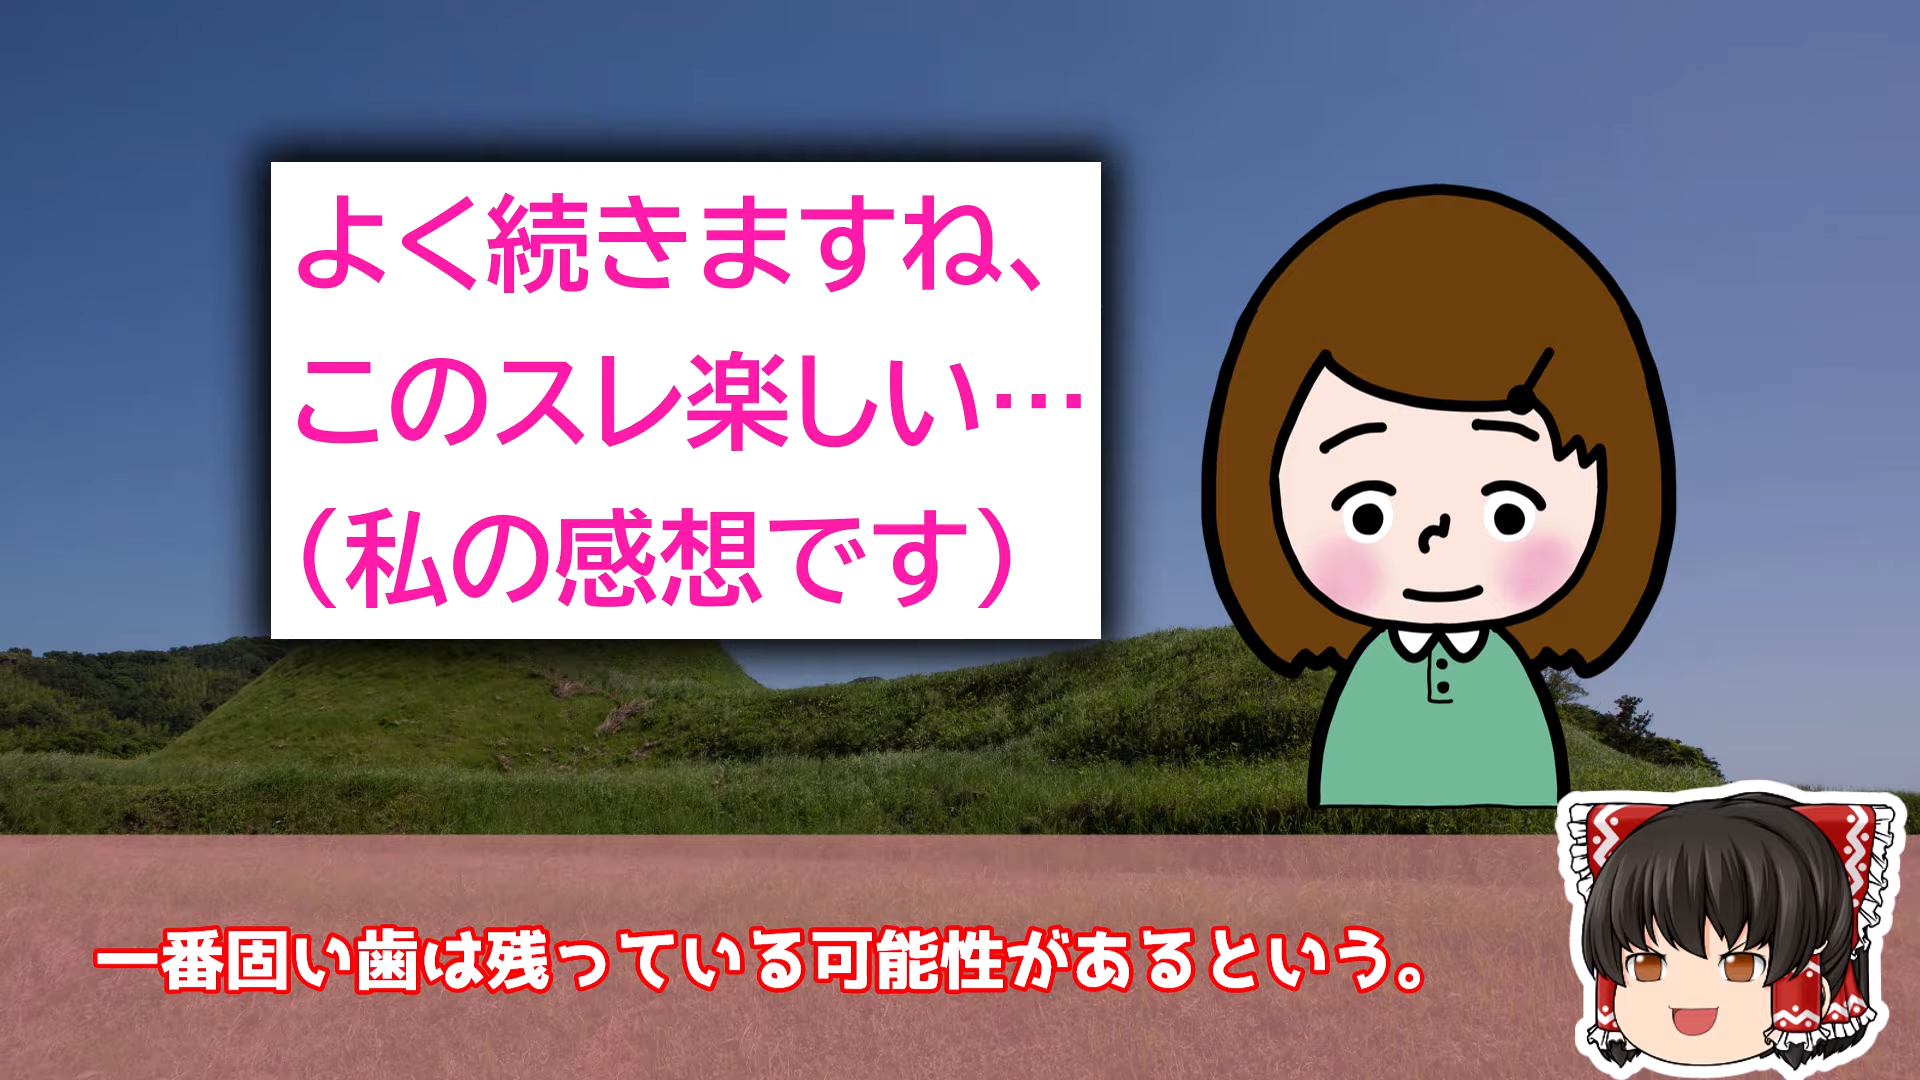 よく続きますね、
このスレ楽しい…
（私の感想です）
一番固い歯は残っている可能性があるという。